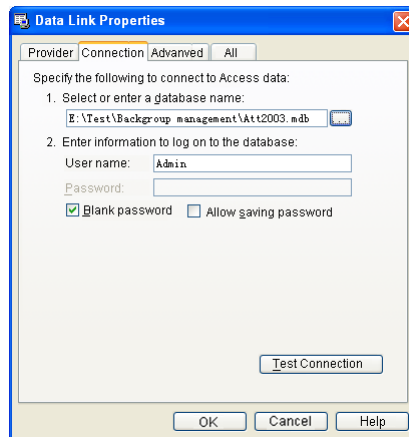 Data Link Properties
Provider Connection Advanved All
Specify the following to connect to Access data:
1. Select or enter a database name:
E:\Test\Backgroup management\Att2003.mdb ...
2. Enter information to log on to the database:
User name: Admin
Password:
Blank password Allow saving password
Test Connection
OK Cancel Help